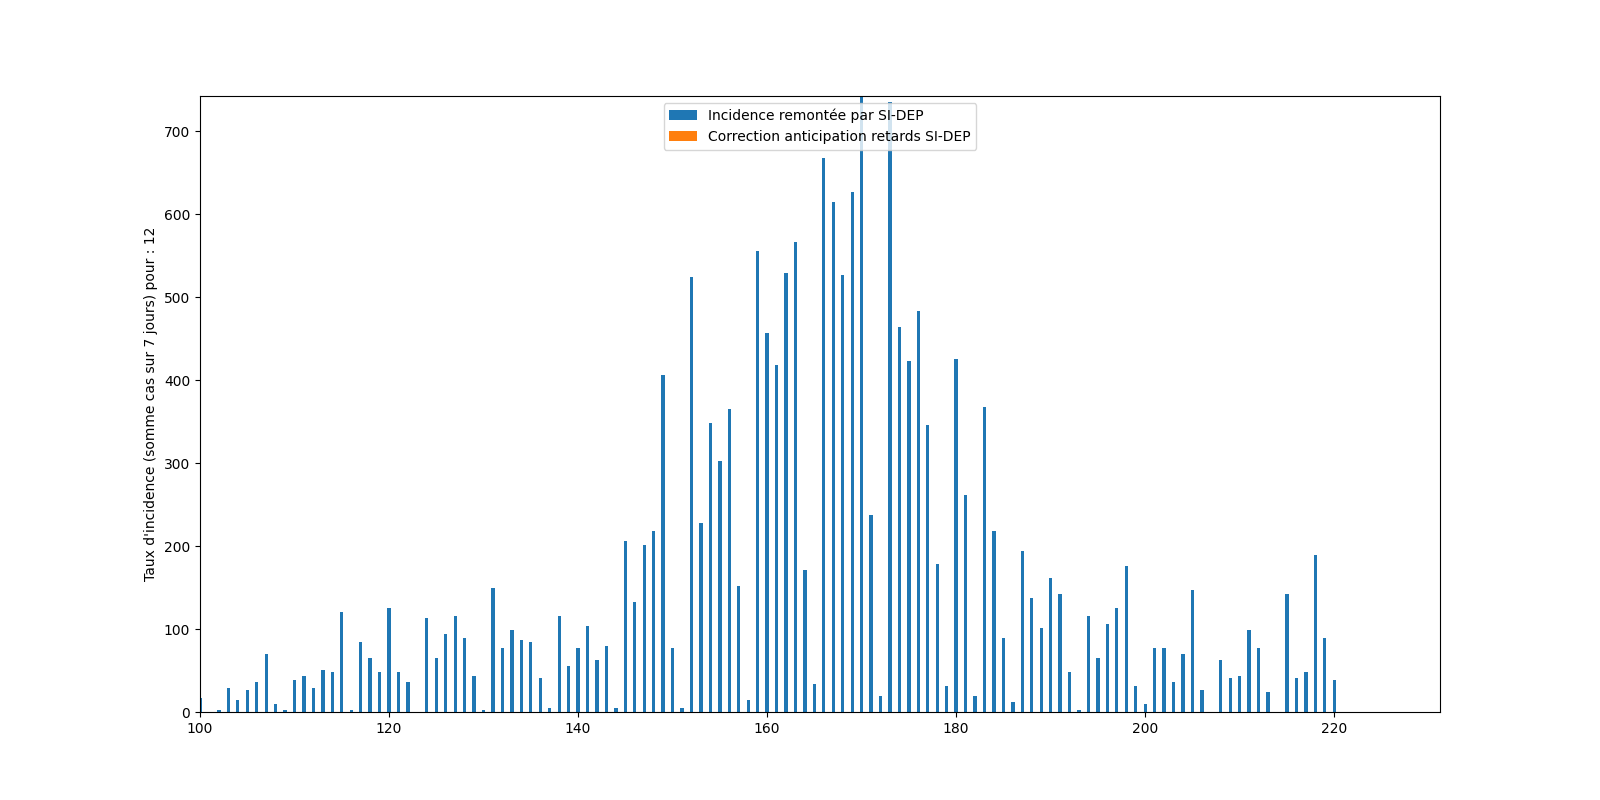 Incidence remontée par SI-DEP
Correction anticipation retards SI-DEP
Taux d'incidence (somme cas sur 7 jours) pour : 12
700
600
500
400
300
200
100
0
100 120 140 160 180 200 220